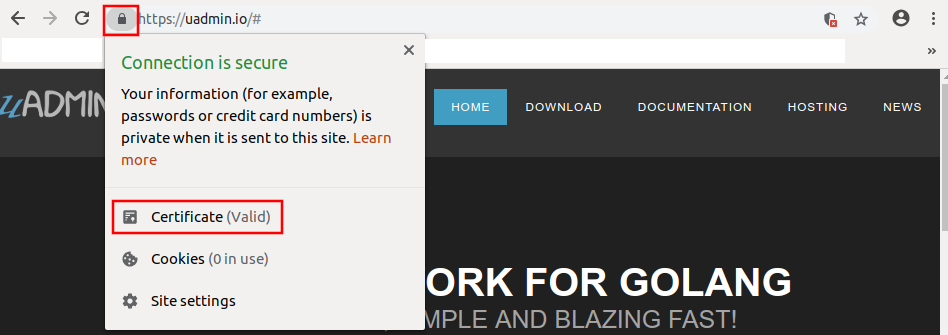 https://uadmin.io/#
»
Connection is secure
Your information (for example,
passwords or credit card numbers) is
private when it is sent to this site. Learn
more
Certificate (Valid)
Cookies (0 in use)
Site settings
uADMIN
HOME
DOWNLOAD
DOCUMENTATION
HOSTING
NEWS
ORK FOR GOLANG
MPLE AND BLAZING FAST!